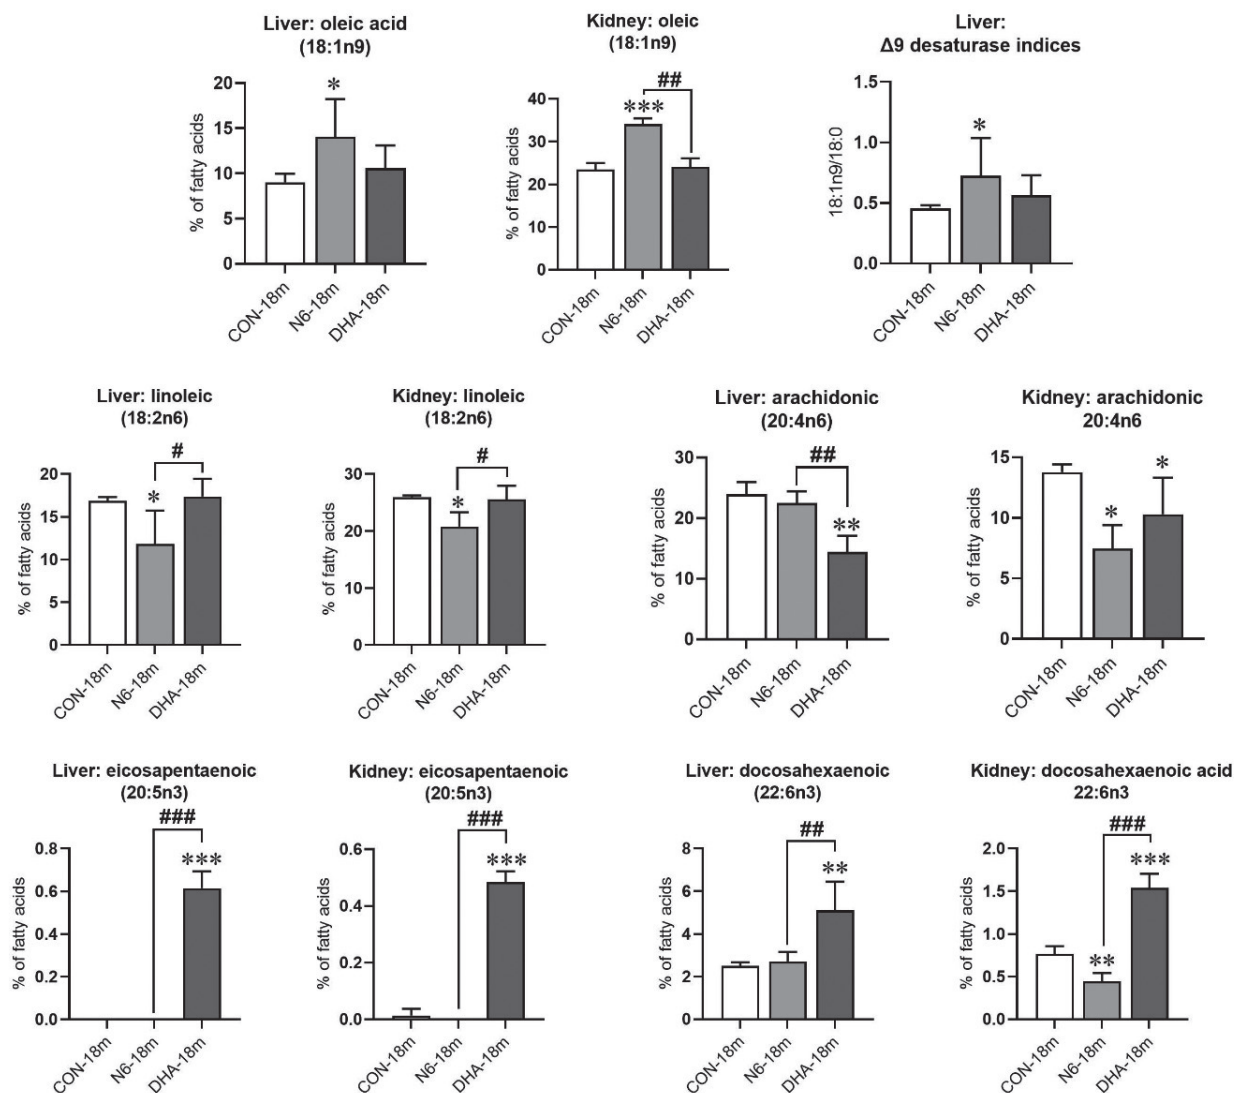 Liver: oleic acid
(18:1n9)
% of fatty acids
20
15
10
5
0
*
CON-18m
N6-18m
DHA-18m
Kidney: oleic
(18:1n9)
% of fatty acids
40
30
20
10
0
***
##
CON-18m
N6-18m
DHA-18m
Liver:
Δ9 desaturase indices
18:1n9/18:0
1.5
1.0
0.5
0.0
*
CON-18m
N6-18m
DHA-18m
Liver: linoleic
(18:2n6)
% of fatty acids
20
15
10
5
0
*
#
CON-18m
N6-18m
DHA-18m
Kidney: linoleic
(18:2n6)
% of fatty acids
30
20
10
0
*
#
CON-18m
N6-18m
DHA-18m
Liver: arachidonic
(20:4n6)
% of fatty acids
30
20
10
0
##
**
CON-18m
N6-18m
DHA-18m
Kidney: arachidonic
20:4n6
% of fatty acids
15
10
5
0
*
*
CON-18m
N6-18m
DHA-18m
Liver: eicosapentaenoic
(20:5n3)
% of fatty acids
0.8
0.6
0.4
0.2
0.0
###
***
CON-18m
N6-18m
DHA-18m
Kidney: eicosapentaenoic
(20:5n3)
% of fatty acids
0.6
0.4
0.2
0.0
###
***
CON-18m
N6-18m
DHA-18m
Liver: docosahexaenoic
(22:6n3)
% of fatty acids
8
6
4
2
0
##
**
CON-18m
N6-18m
DHA-18m
Kidney: docosahexaenoic acid
22:6n3
% of fatty acids
2.0
1.5
1.0
0.5
0.0
**
###
***
CON-18m
N6-18m
DHA-18m